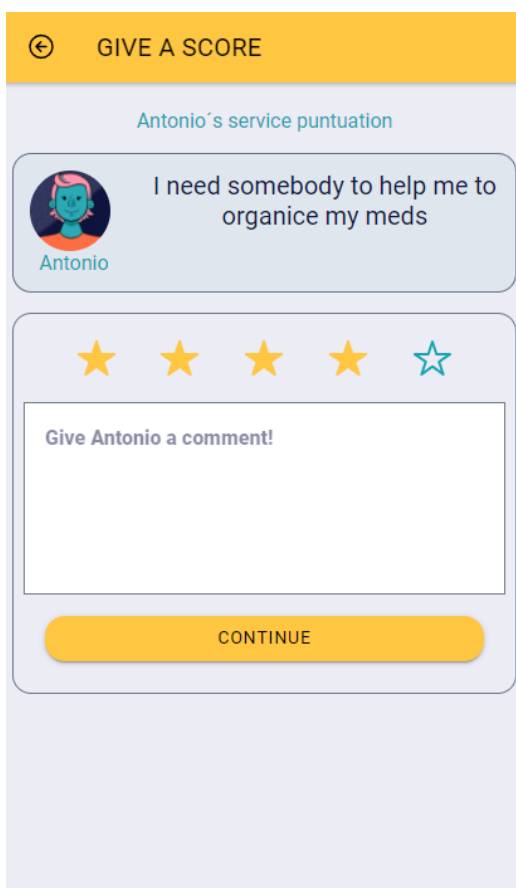 GIVE A SCORE
Antonio´s service puntuation
I need somebody to help me to
organice my meds
Antonio
Give Antonio a comment!
CONTINUE